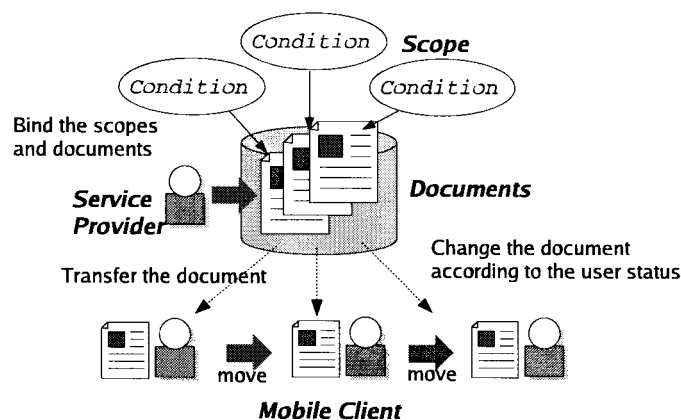 Condition
Scope
Condition
Condition
Bind the scopes
and documents
Service
Provider
Documents
Transfer the document
Change the document
according to the user status
move
move
Mobile Client